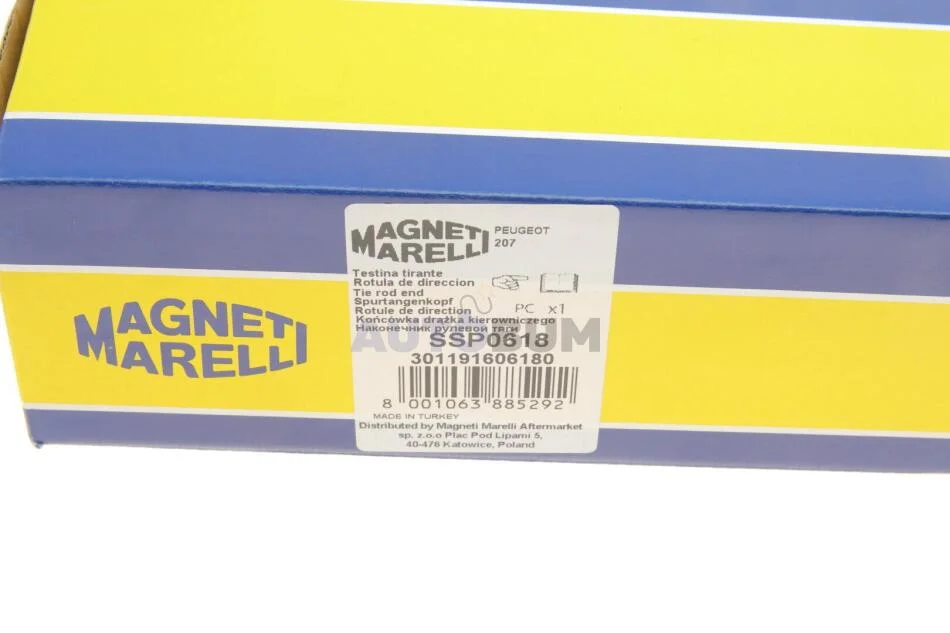 MAGNETI
MARELLI
MAGNETI
MARELLI
PEUGEOT
207
Testina tirante
Rotula de direccion
Tie rod end
Spurtangenkopf
Rotule de direction
PC x1
Końcówka drążka kierowniczego
Наконечник рулевой тяги
AUTODUM
SSP0618
301191606180
8 001063 885292
MADE IN TURKEY
Distributed by Magneti Marelli Aftermarket
sp. z.o.o Plac Pod Lipami 5,
40-476 Katowice, Poland